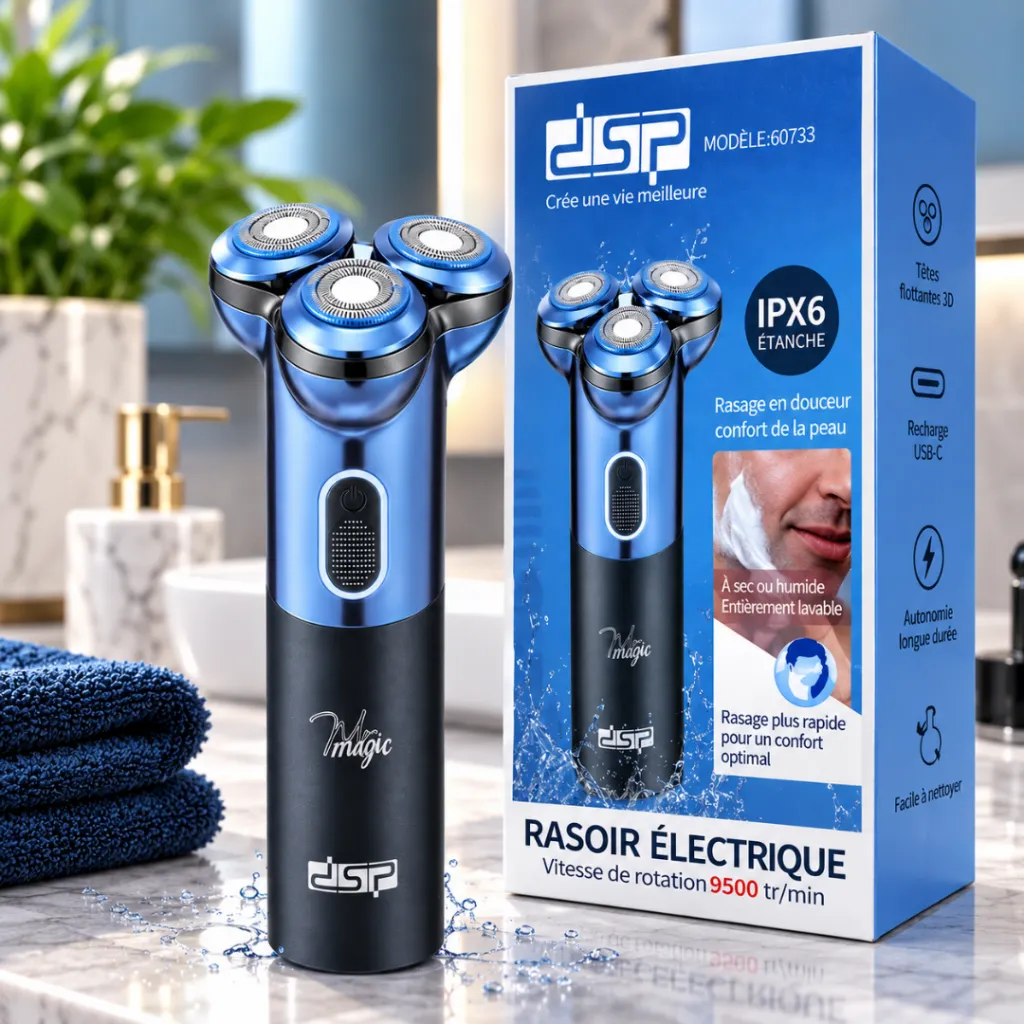 magic
dsp
dsp
MODÈLE:60733
Crée une vie meilleure
IPX6
ÉTANCHE
Rasage en douceur
confort de la peau
À sec ou humide
Entièrement lavable
Rasage plus rapide
pour un confort
optimal
magic
dsp
RASOIR ÉLECTRIQUE
Vitesse de rotation 9500 tr/min
Têtes
flottantes 3D
Recharge
USB-C
Autonomie
longue durée
Facile à nettoyer